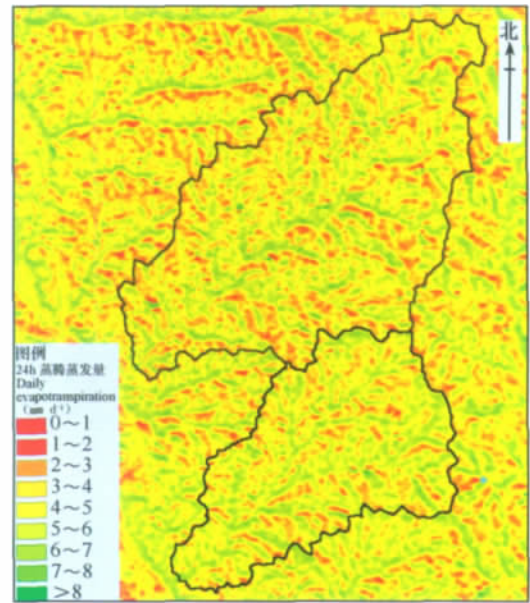 北
图例
24h 蒸腾蒸发量
Daily
evapotranspiration
(mm d⁻¹)
0～1
1～2
2～3
3～4
4～5
5～6
6～7
7～8
>8